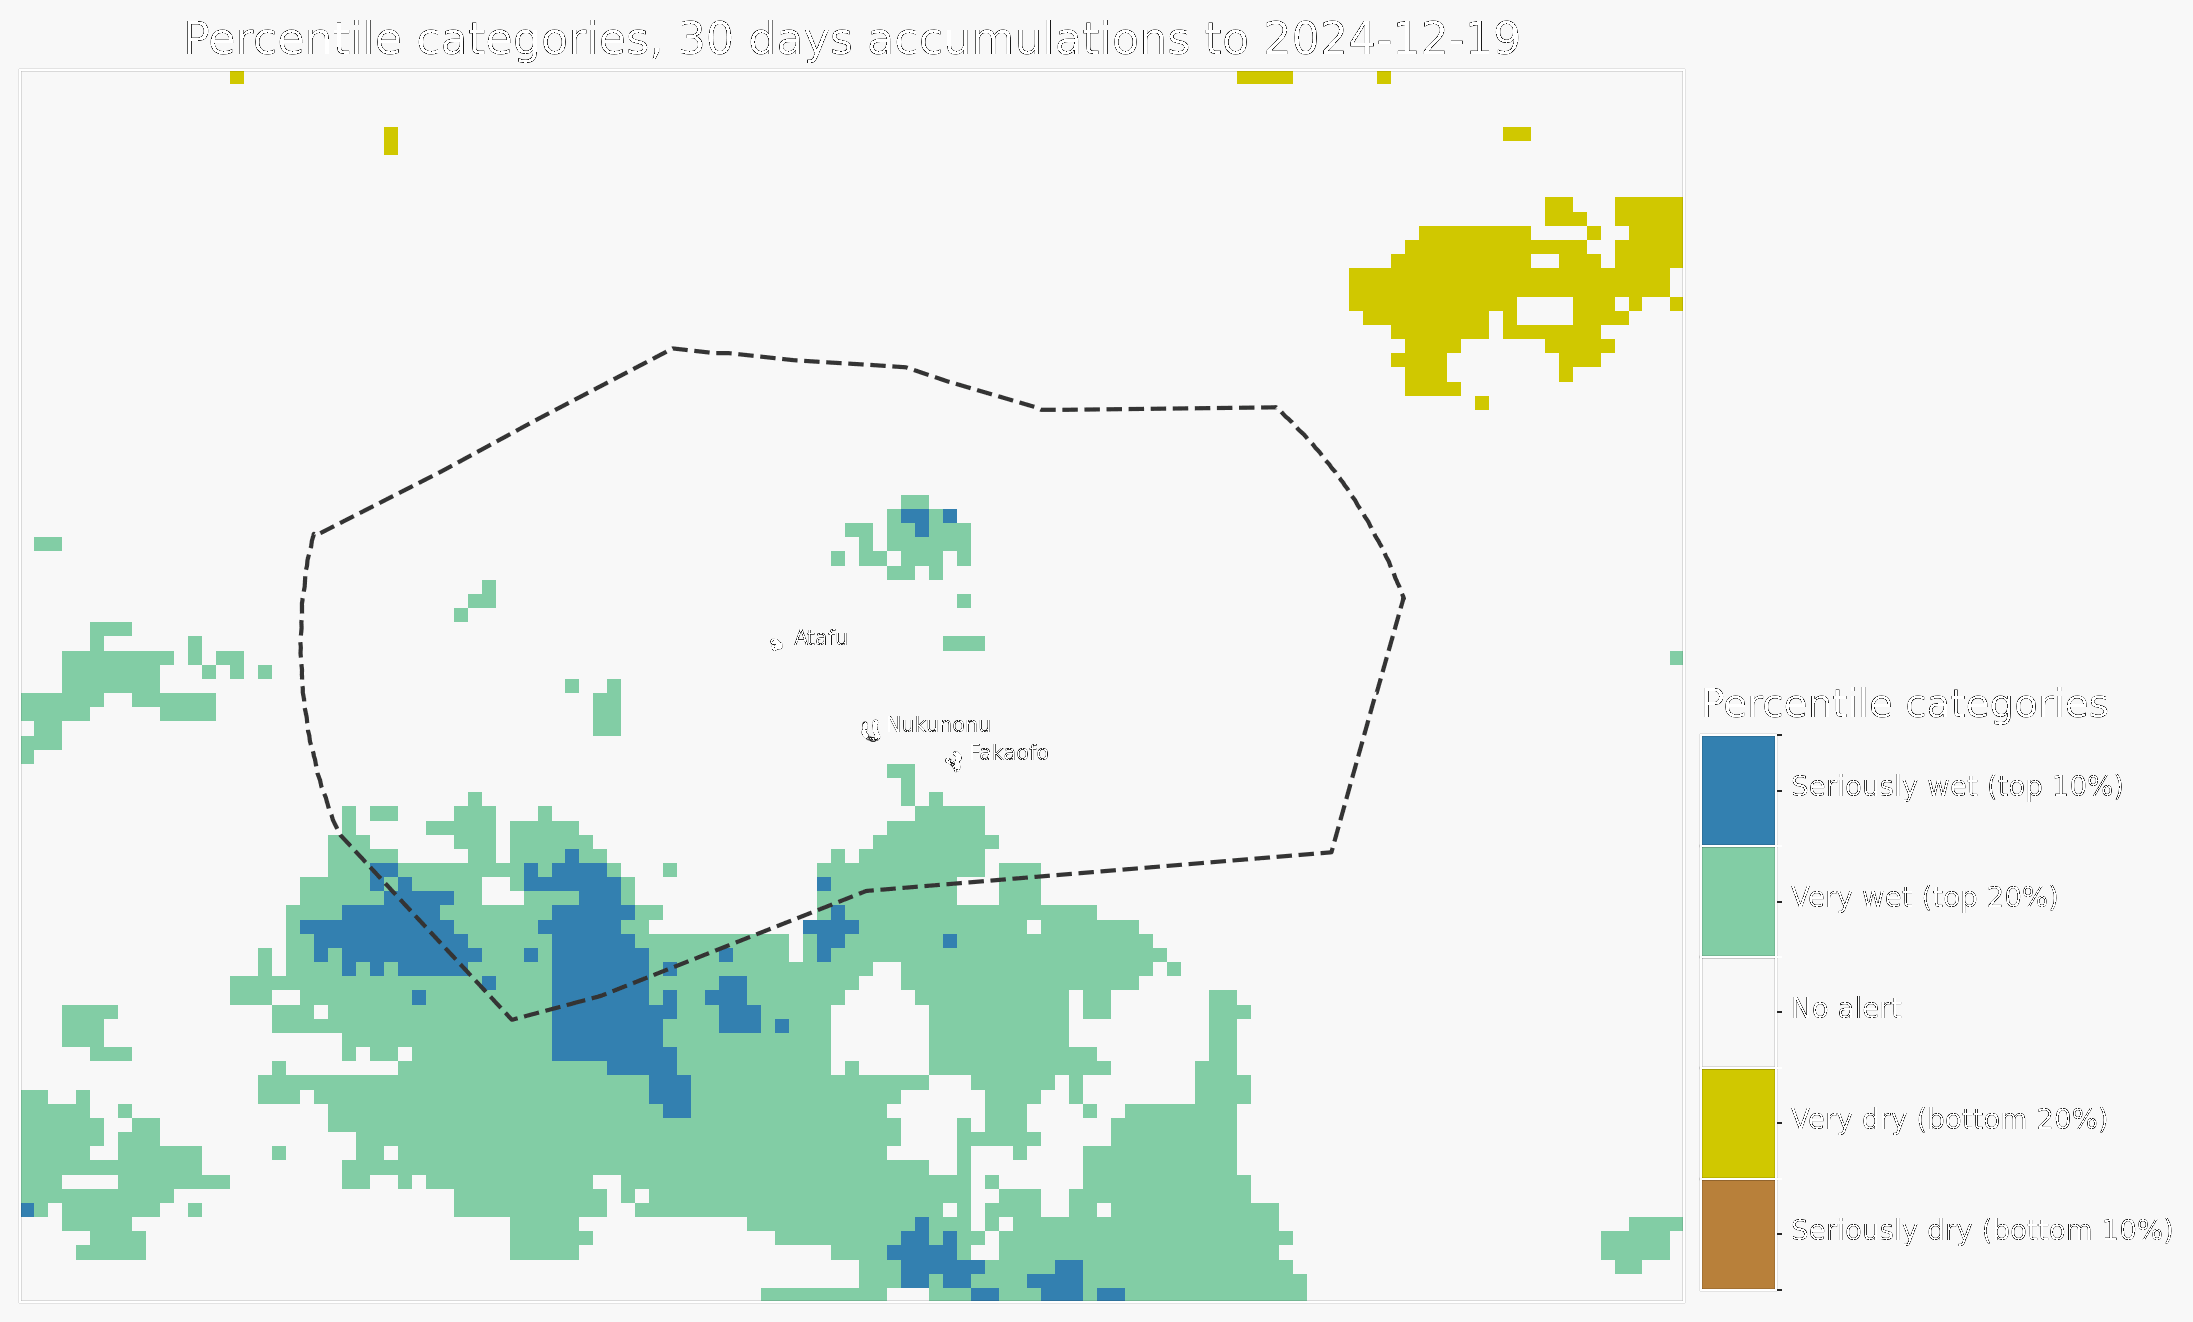 Percentile categories, 30 days accumulations to 2024-12-19
Atafu
Nukunonu
Fakaofo
Percentile categories
Seriously wet (top 10%)
Very wet (top 20%)
No alert
Very dry (bottom 20%)
Seriously dry (bottom 10%)